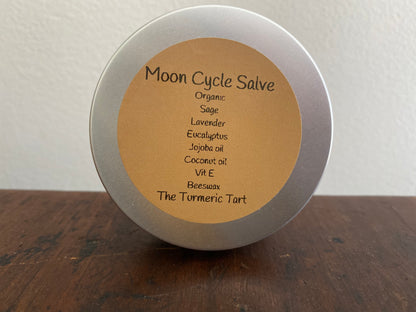 Moon Cycle Salve
Organic
Sage
Lavender
Eucalyptus
Jojoba oil
Coconut oil
Vit E
Beeswax
The Turmeric Tart